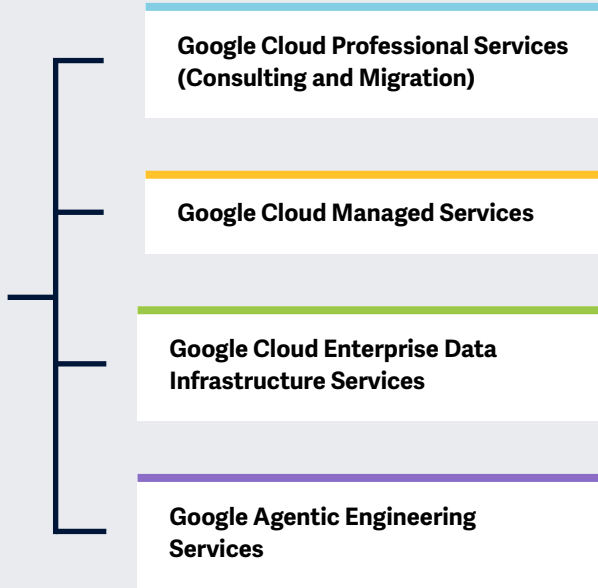 Google Cloud Professional Services
(Consulting and Migration)
Google Cloud Managed Services
Google Cloud Enterprise Data
Infrastructure Services
Google Agentic Engineering
Services